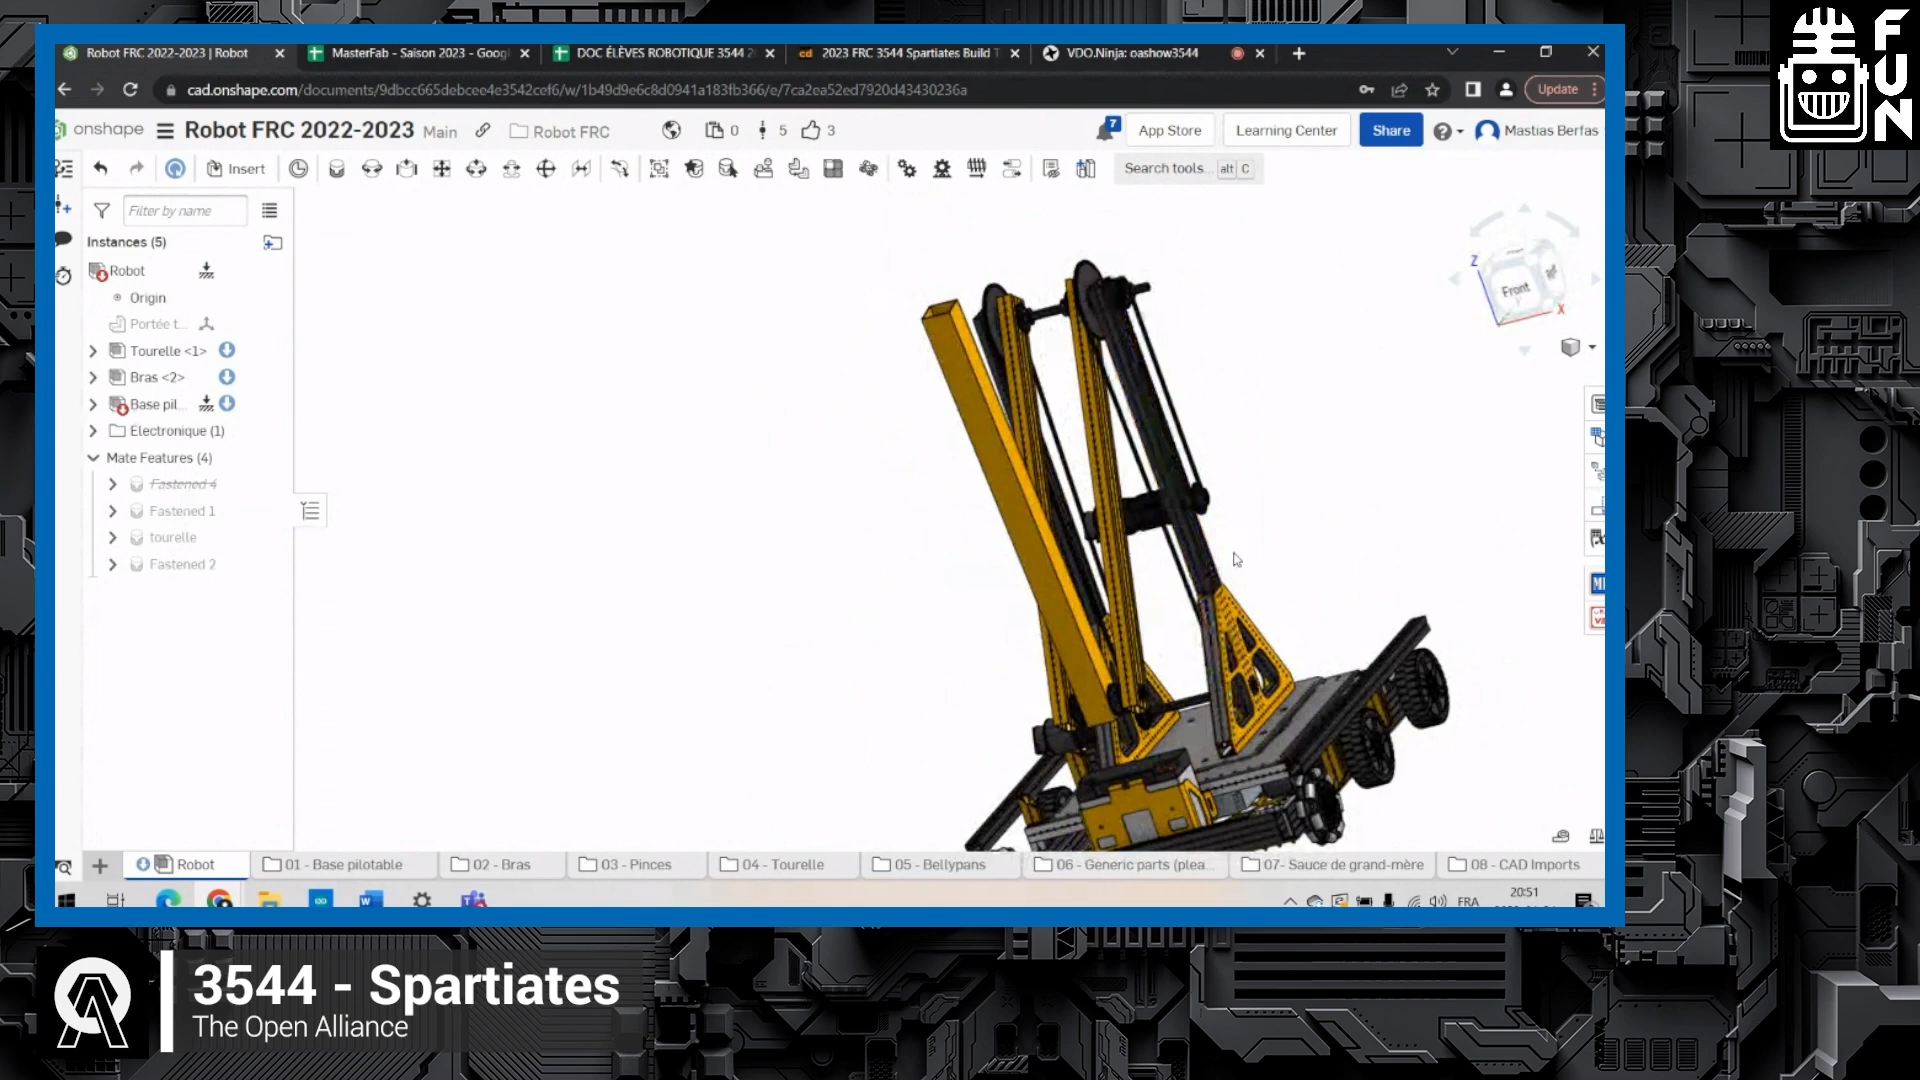 Robot FRC 2022-2023 | Robot
MasterFab - Saison 2023 - Goog
DOC ÉLÈVES ROBOTIQUE 3544 2
cd 2023 FRC 3544 Spartiates Build T
VDO.Ninja: oashow3544
cad.onshape.com/documents/9dbcc665debcee4e3542cef6/w/1b49d9e6c8d0941a183fb366/e/7ca2ea52ed7920d43430236a
Update
onshape
Robot FRC 2022-2023 Main
Robot FRC
0
5
3
7
App Store
Learning Center
Share
Mastias Berfas
Insert
Search tools... alt C
Filter by name
Instances (5)
Robot
Origin
Portée t...
Tourelle <1>
Bras <2>
Base pil...
Electronique (1)
Mate Features (4)
Fastened 4
Fastened 1
tourelle
Fastened 2
Z
Front
X
Robot
01 - Base pilotable
02 - Bras
03 - Pinces
04 - Tourelle
05 - Bellypans
06 - Generic parts (plea...
07- Sauce de grand-mère
08 - CAD Imports
FRA
20:51
FUN
3544 - Spartiates
The Open Alliance